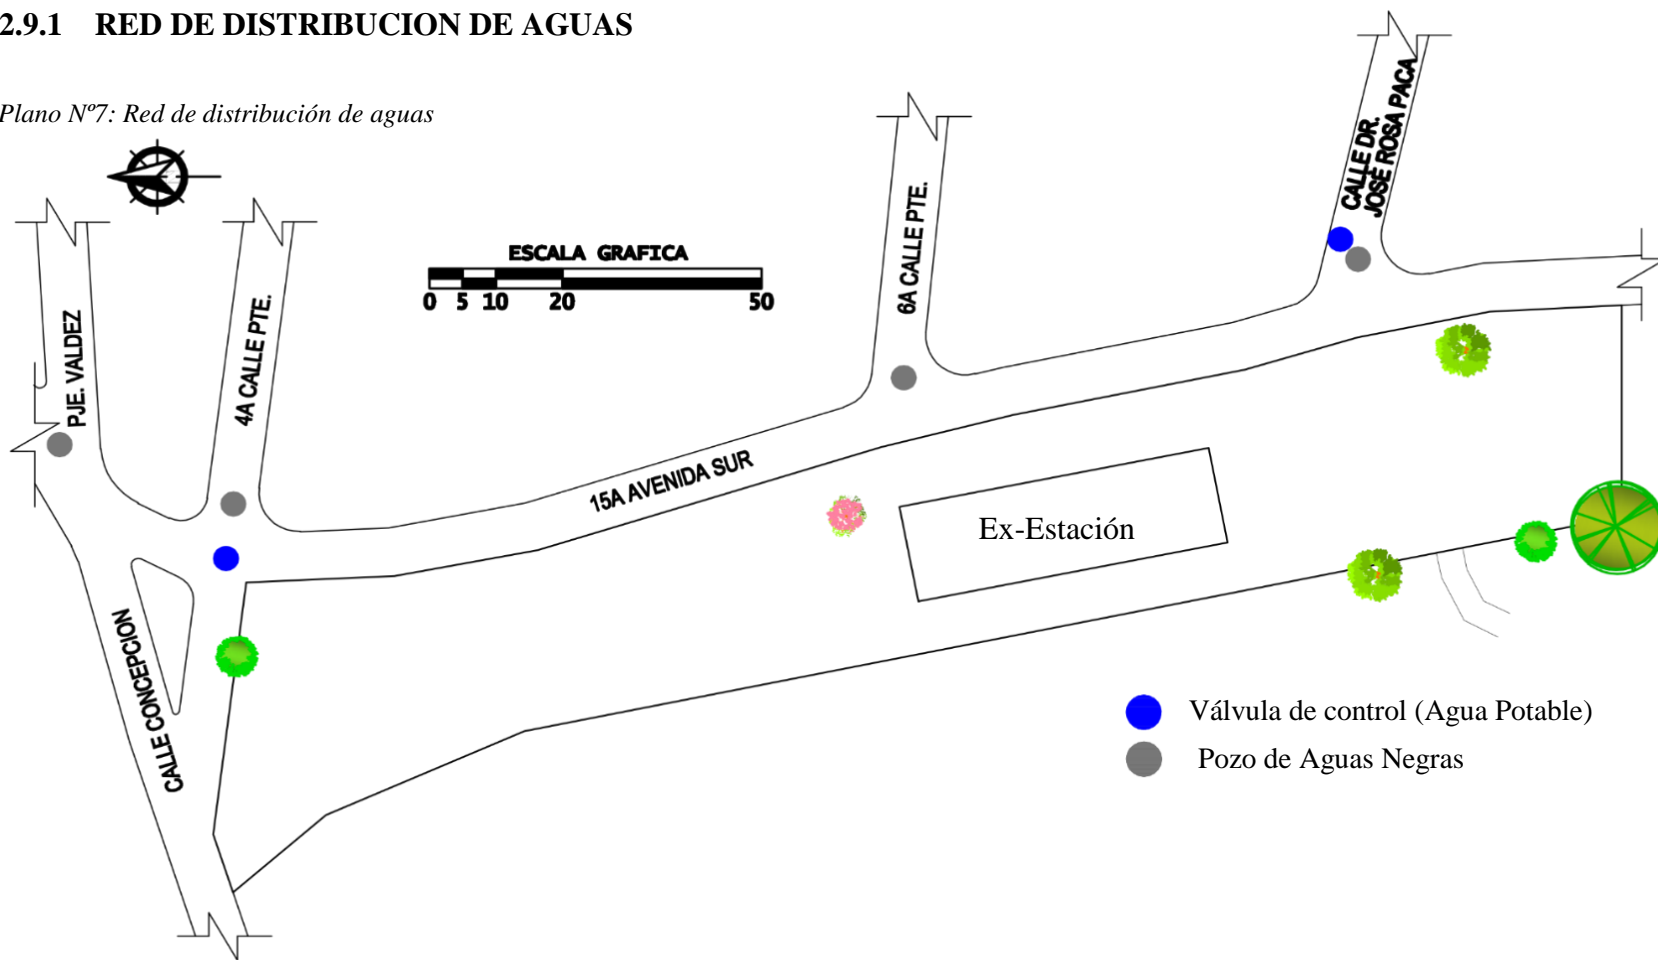 2.9.1 RED DE DISTRIBUCION DE AGUAS
Plano Nº7: Red de distribución de aguas
ESCALA GRAFICA
0 5 10 20 50
PJE. VALDEZ
4A CALLE PTE.
6A CALLE PTE.
CALLE DR.
JOSÉ ROSA PACA
15A AVENIDA SUR
Ex-Estación
CALLE CONCEPCION
Válvula de control (Agua Potable)
Pozo de Aguas Negras